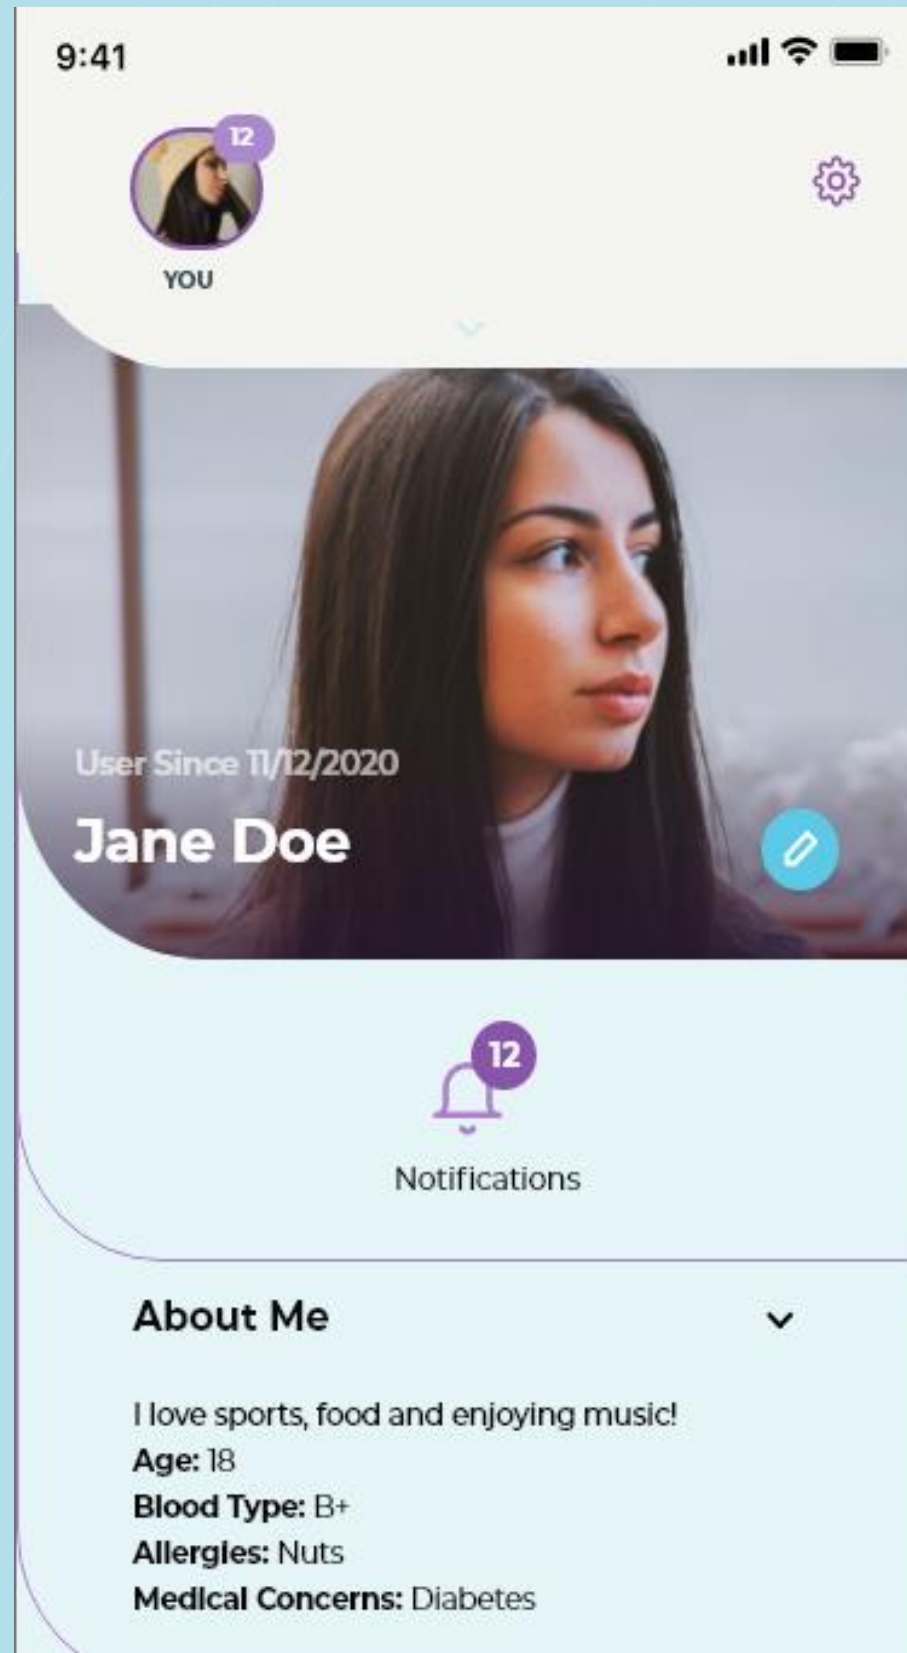 9:41
12
YOU
User Since 11/12/2020
Jane Doe
12
Notifications
About Me
I love sports, food and enjoying music!
Age: 18
Blood Type: B+
Allergies: Nuts
Medical Concerns: Diabetes